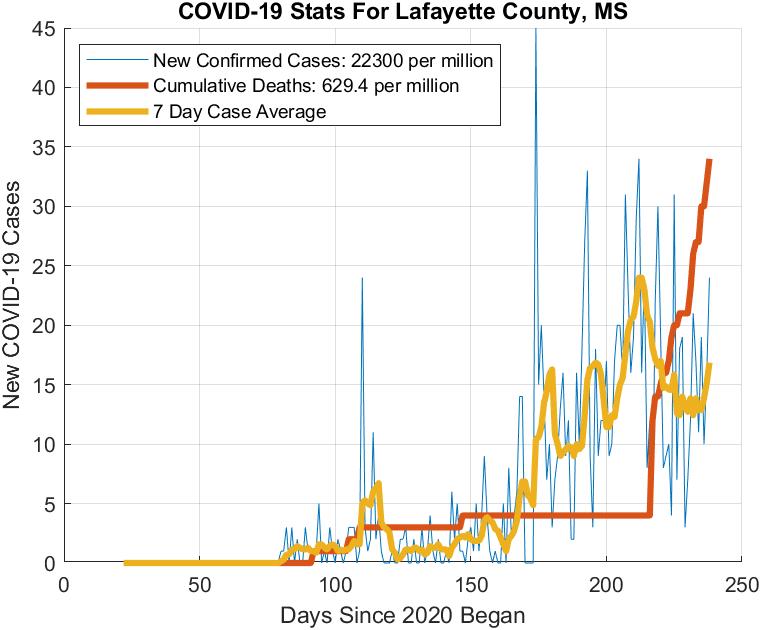 COVID-19 Stats For Lafayette County, MS
New Confirmed Cases: 22300 per million
Cumulative Deaths: 629.4 per million
7 Day Case Average
New COVID-19 Cases
45
40
35
30
25
20
15
10
5
0
0 50 100 150 200 250
Days Since 2020 Began